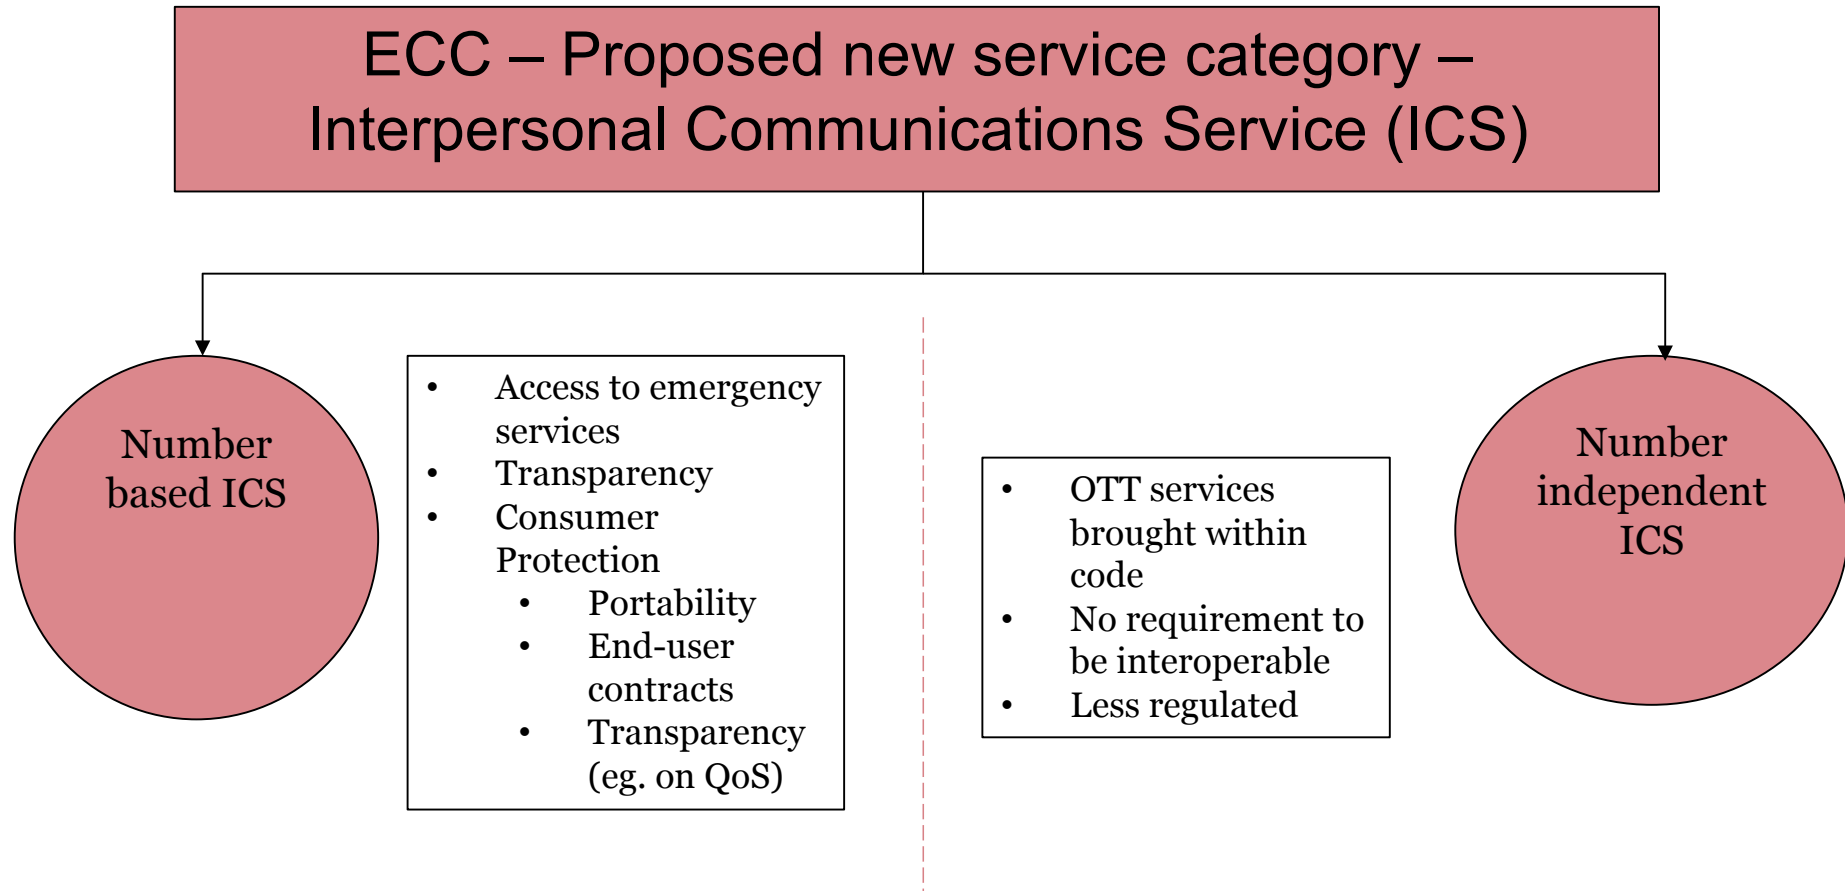 ECC – Proposed new service category –
Interpersonal Communications Service (ICS)
Number
based ICS
• Access to emergency
services
• Transparency
• Consumer
Protection
• Portability
• End-user
contracts
• Transparency
(eg. on QoS)
• OTT services
brought within
code
• No requirement to
be interoperable
• Less regulated
Number
independent
ICS